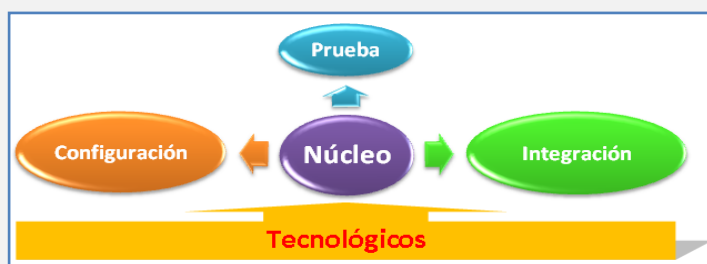 Prueba
Configuración
Núcleo
Integración
Tecnológicos